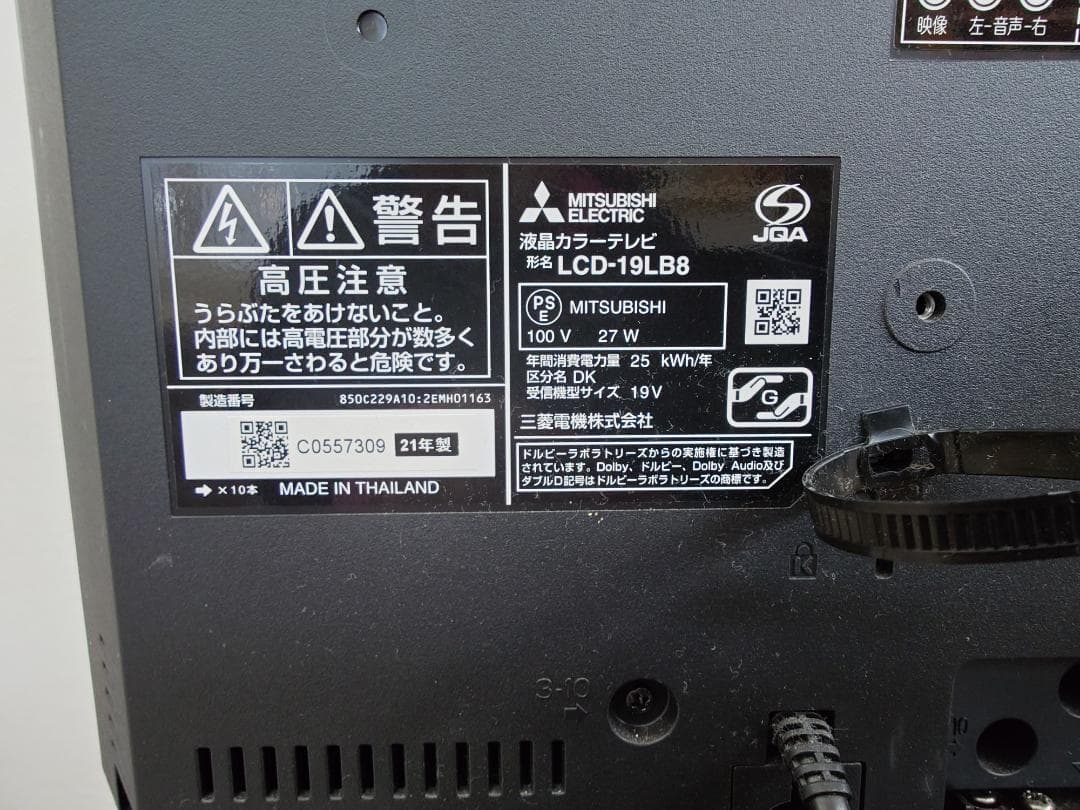 映像 左-音声-右
警告
高圧注意
うらぶたをあけないこと。
内部には高電圧部分が数多く
あり万一さわると危険です。
製造番号 850C229A10:2EMH01163
C0557309 21年製
➡ ×10本 MADE IN THAILAND
MITSUBISHI
ELECTRIC
JQA
液晶カラーテレビ
形名 LCD-19LB8
PS
E
MITSUBISHI
100 V 27 W
年間消費電力量 25 kWh/年
区分名 DK
受信機型サイズ 19V
G
三菱電機株式会社
ドルビーラボラトリーズからの実施権に基づき製造
されています。Dolby、ドルビー、Dolby Audio及び
ダブルD記号はドルビーラボラトリーズの商標です。
K
3-10